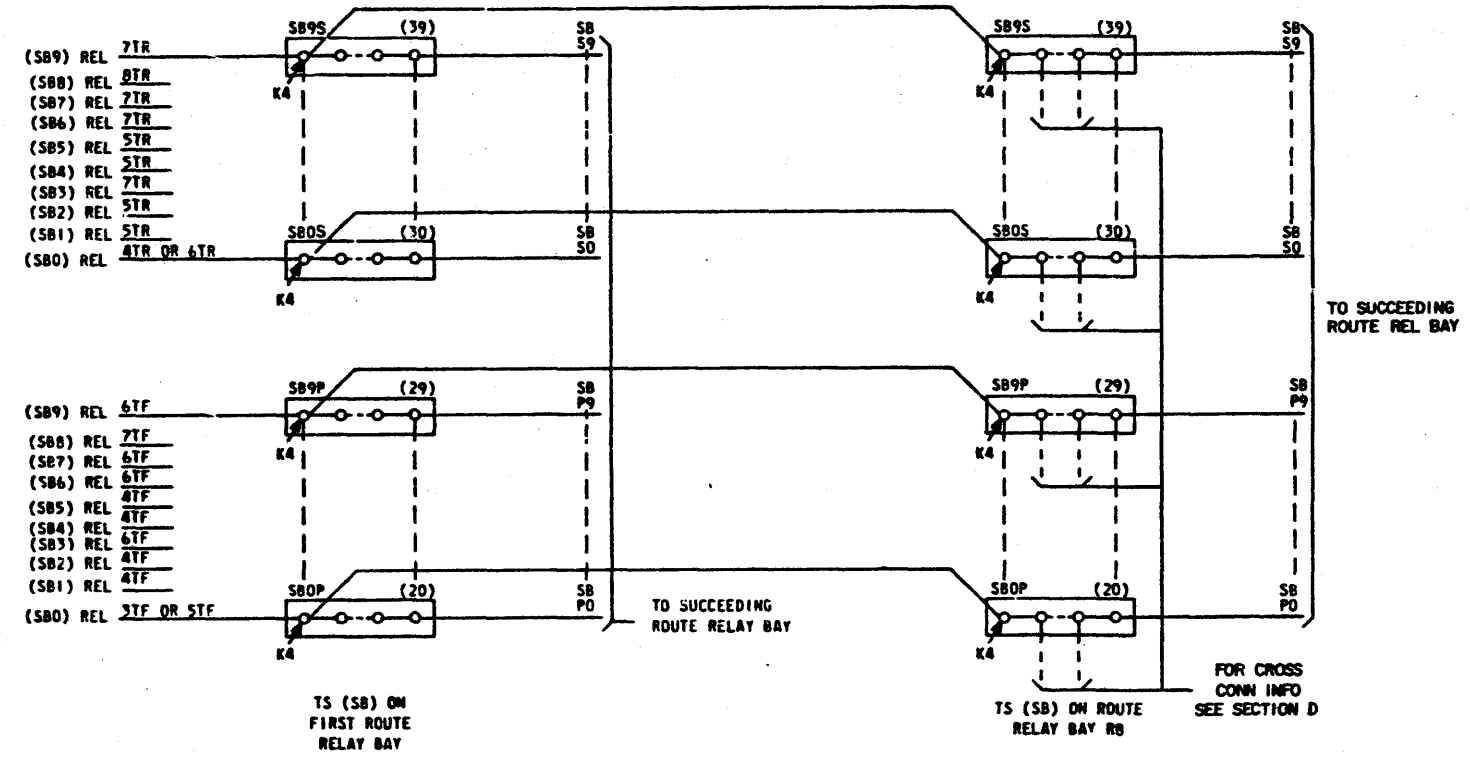 SB9S (39) SB
S9
(SB9) REL 7TR
K4
(SB8) REL 8TR
(SB7) REL 7TR
(SB6) REL 7TR
(SB5) REL 5TR
(SB4) REL 5TR
(SB3) REL 7TR
(SB2) REL 5TR
(SB1) REL 5TR
(SB0) REL 4TR OR 6TR
SB0S (30) SB
S0
K4
SB9S (39) SB
S9
K4
SB0S (30) SB
S0
K4
TO SUCCEEDING
ROUTE REL BAY
SB9P (29) SB
P9
(SB9) REL 6TF
K4
(SB8) REL 7TF
(SB7) REL 6TF
(SB6) REL 6TF
(SB5) REL 4TF
(SB4) REL 4TF
(SB3) REL 6TF
(SB2) REL 4TF
(SB1) REL 4TF
(SB0) REL 3TF OR 5TF
SB0P (20) SB
P0
K4
TO SUCCEEDING
ROUTE RELAY BAY
SB9P (29) SB
P9
K4
SB0P (20) SB
P0
K4
TS (SB) ON
FIRST ROUTE
RELAY BAY
TS (SB) ON ROUTE
RELAY BAY RB
FOR CROSS
CONN INFO
SEE SECTION D